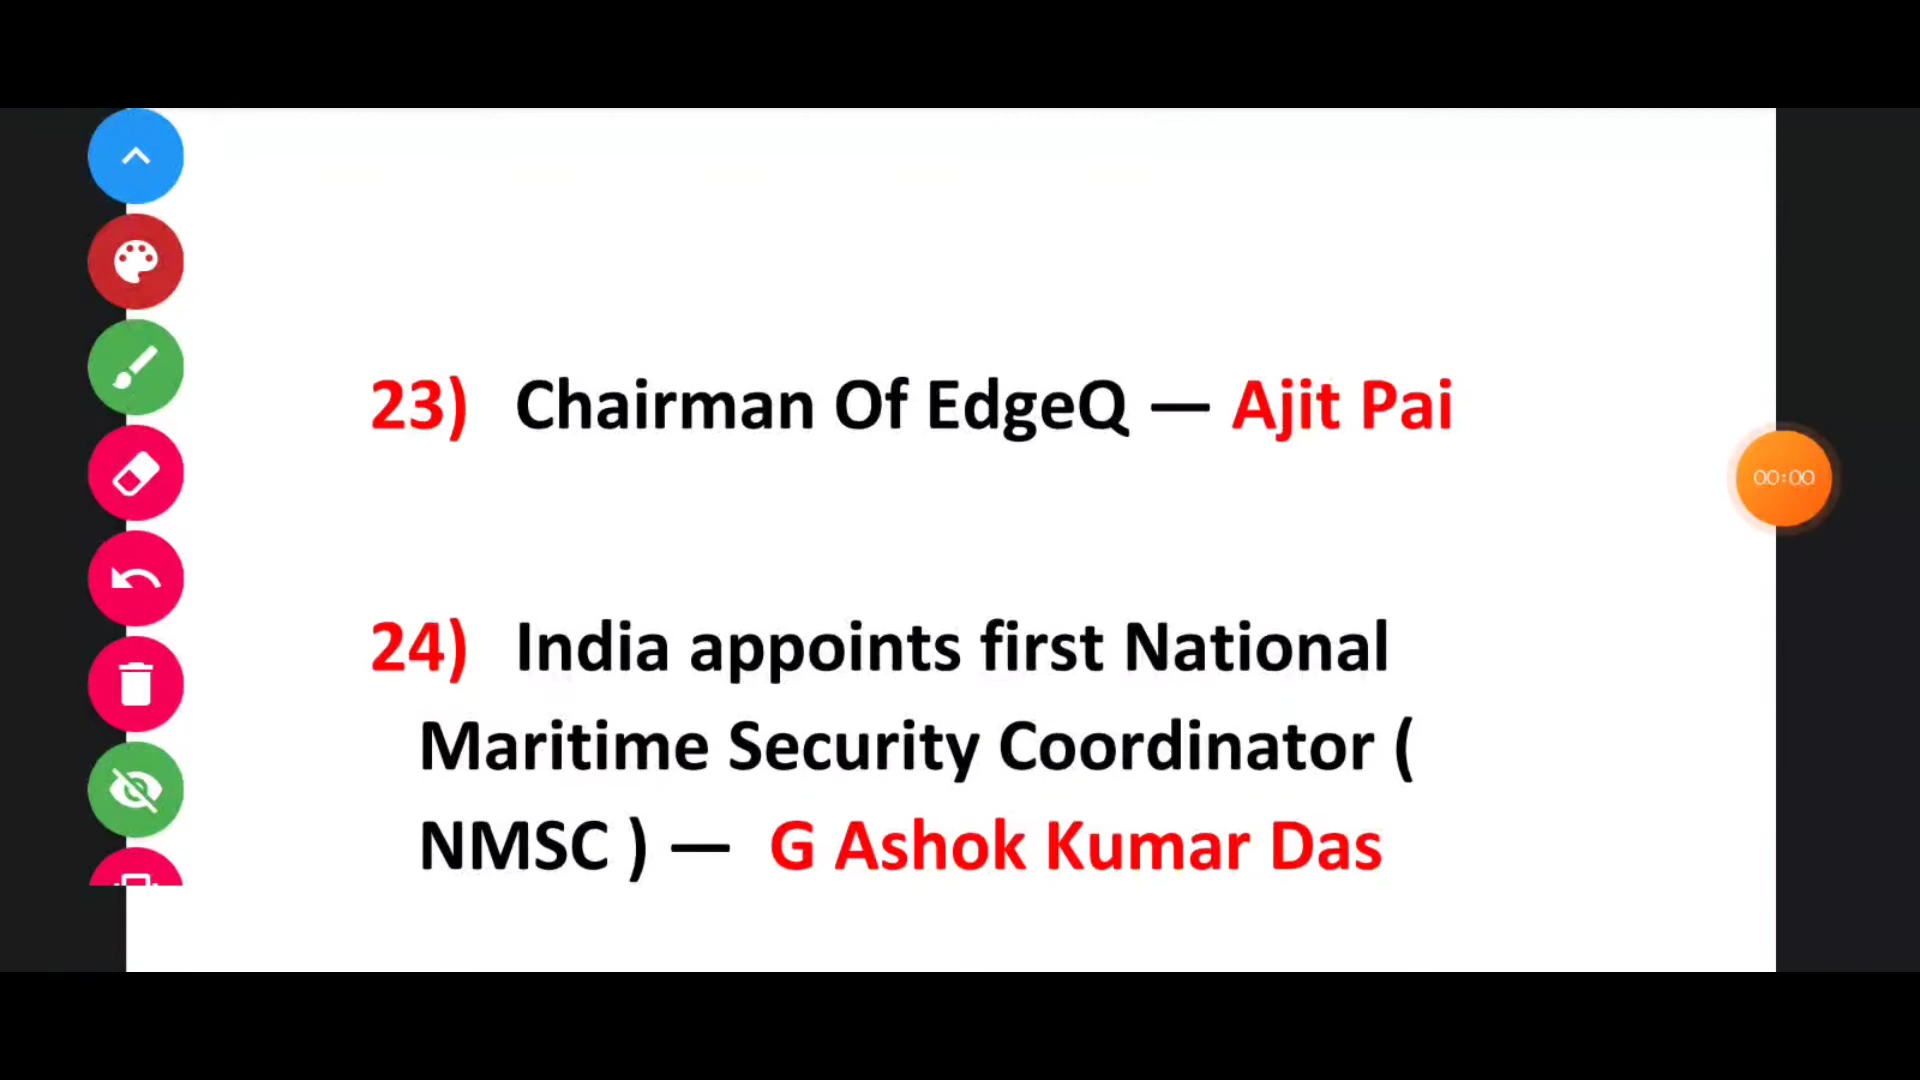 23) Chairman Of EdgeQ — Ajit Pai
00:00
24) India appoints first National
Maritime Security Coordinator (
NMSC ) — G Ashok Kumar Das